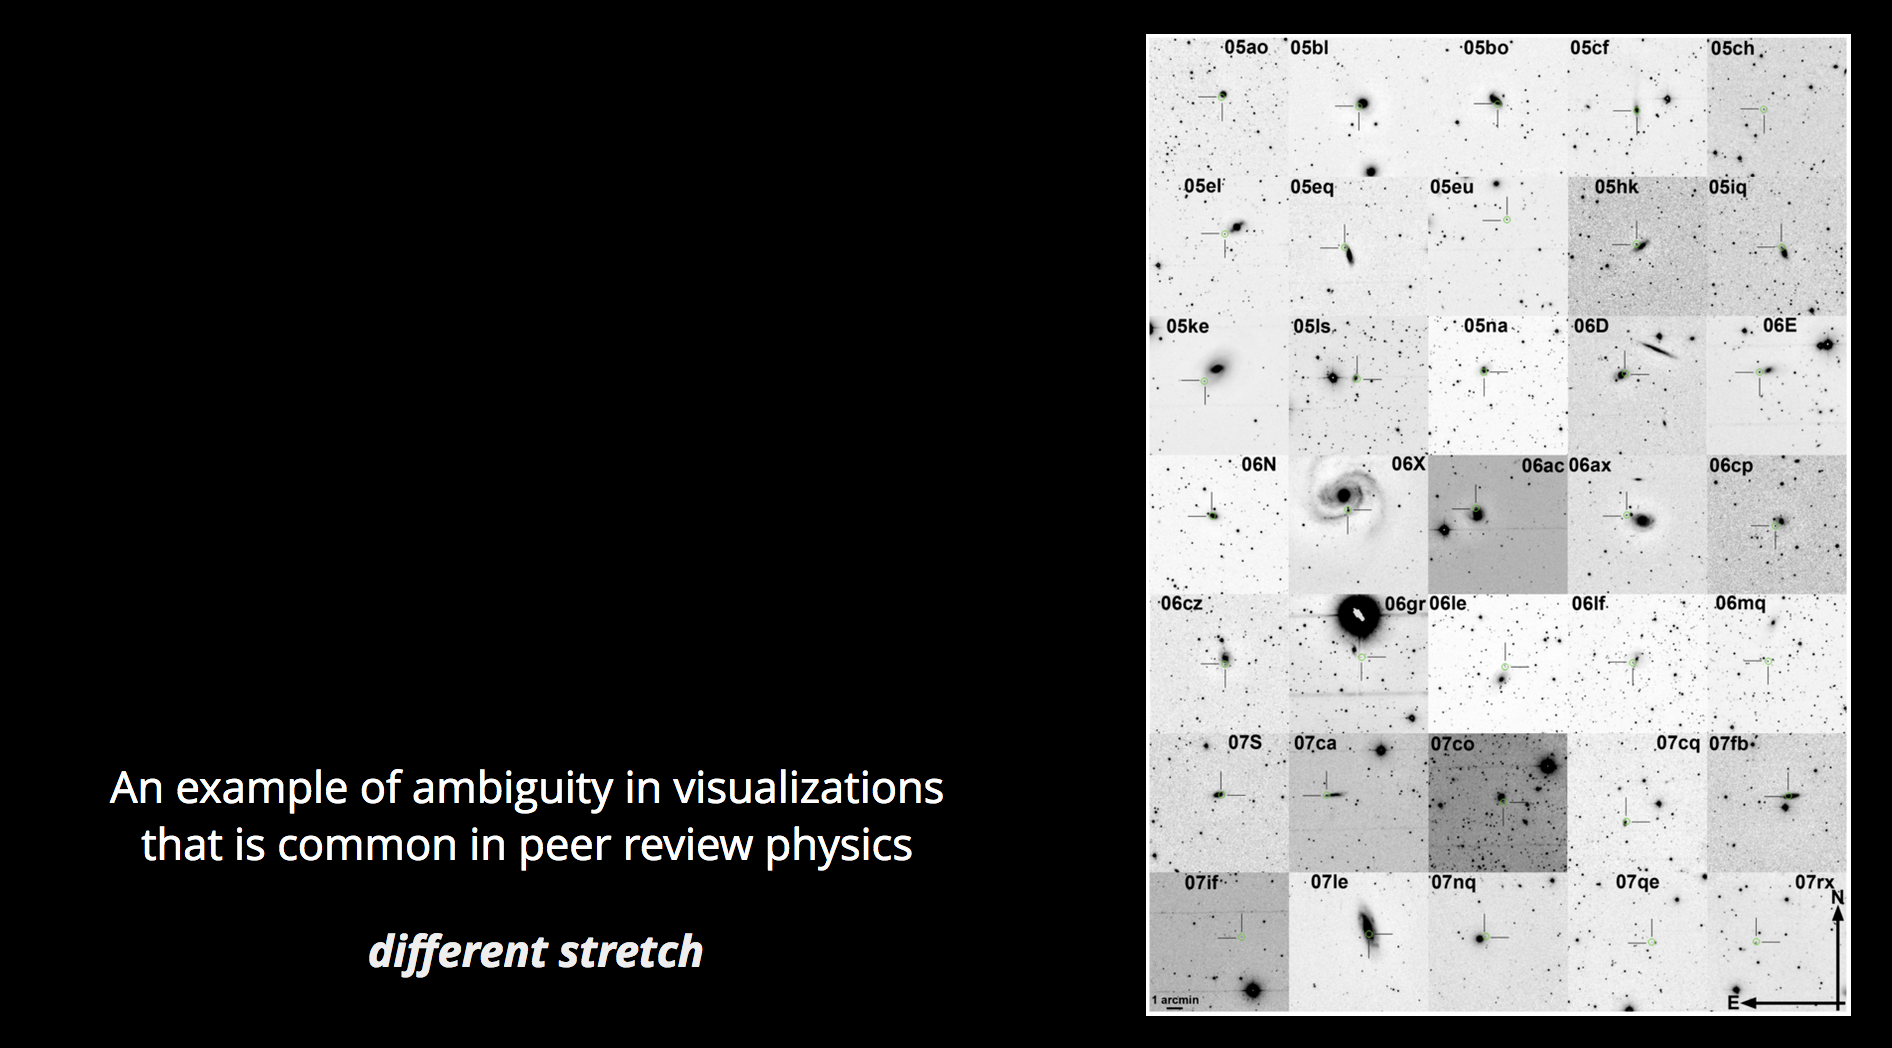 An example of ambiguity in visualizations
that is common in peer review physics
different stretch
05ao 05bl 05bo 05cf 05ch
05el 05eq 05eu 05hk 05iq
05ke 05ls 05na 06D 06E
06N 06X 06ac 06ax 06cp
06cz 06gr 06le 06lf 06mq
07S 07ca 07co 07cq 07fb
07if 07le 07nq 07qe 07rx
N
1 arcmin
E